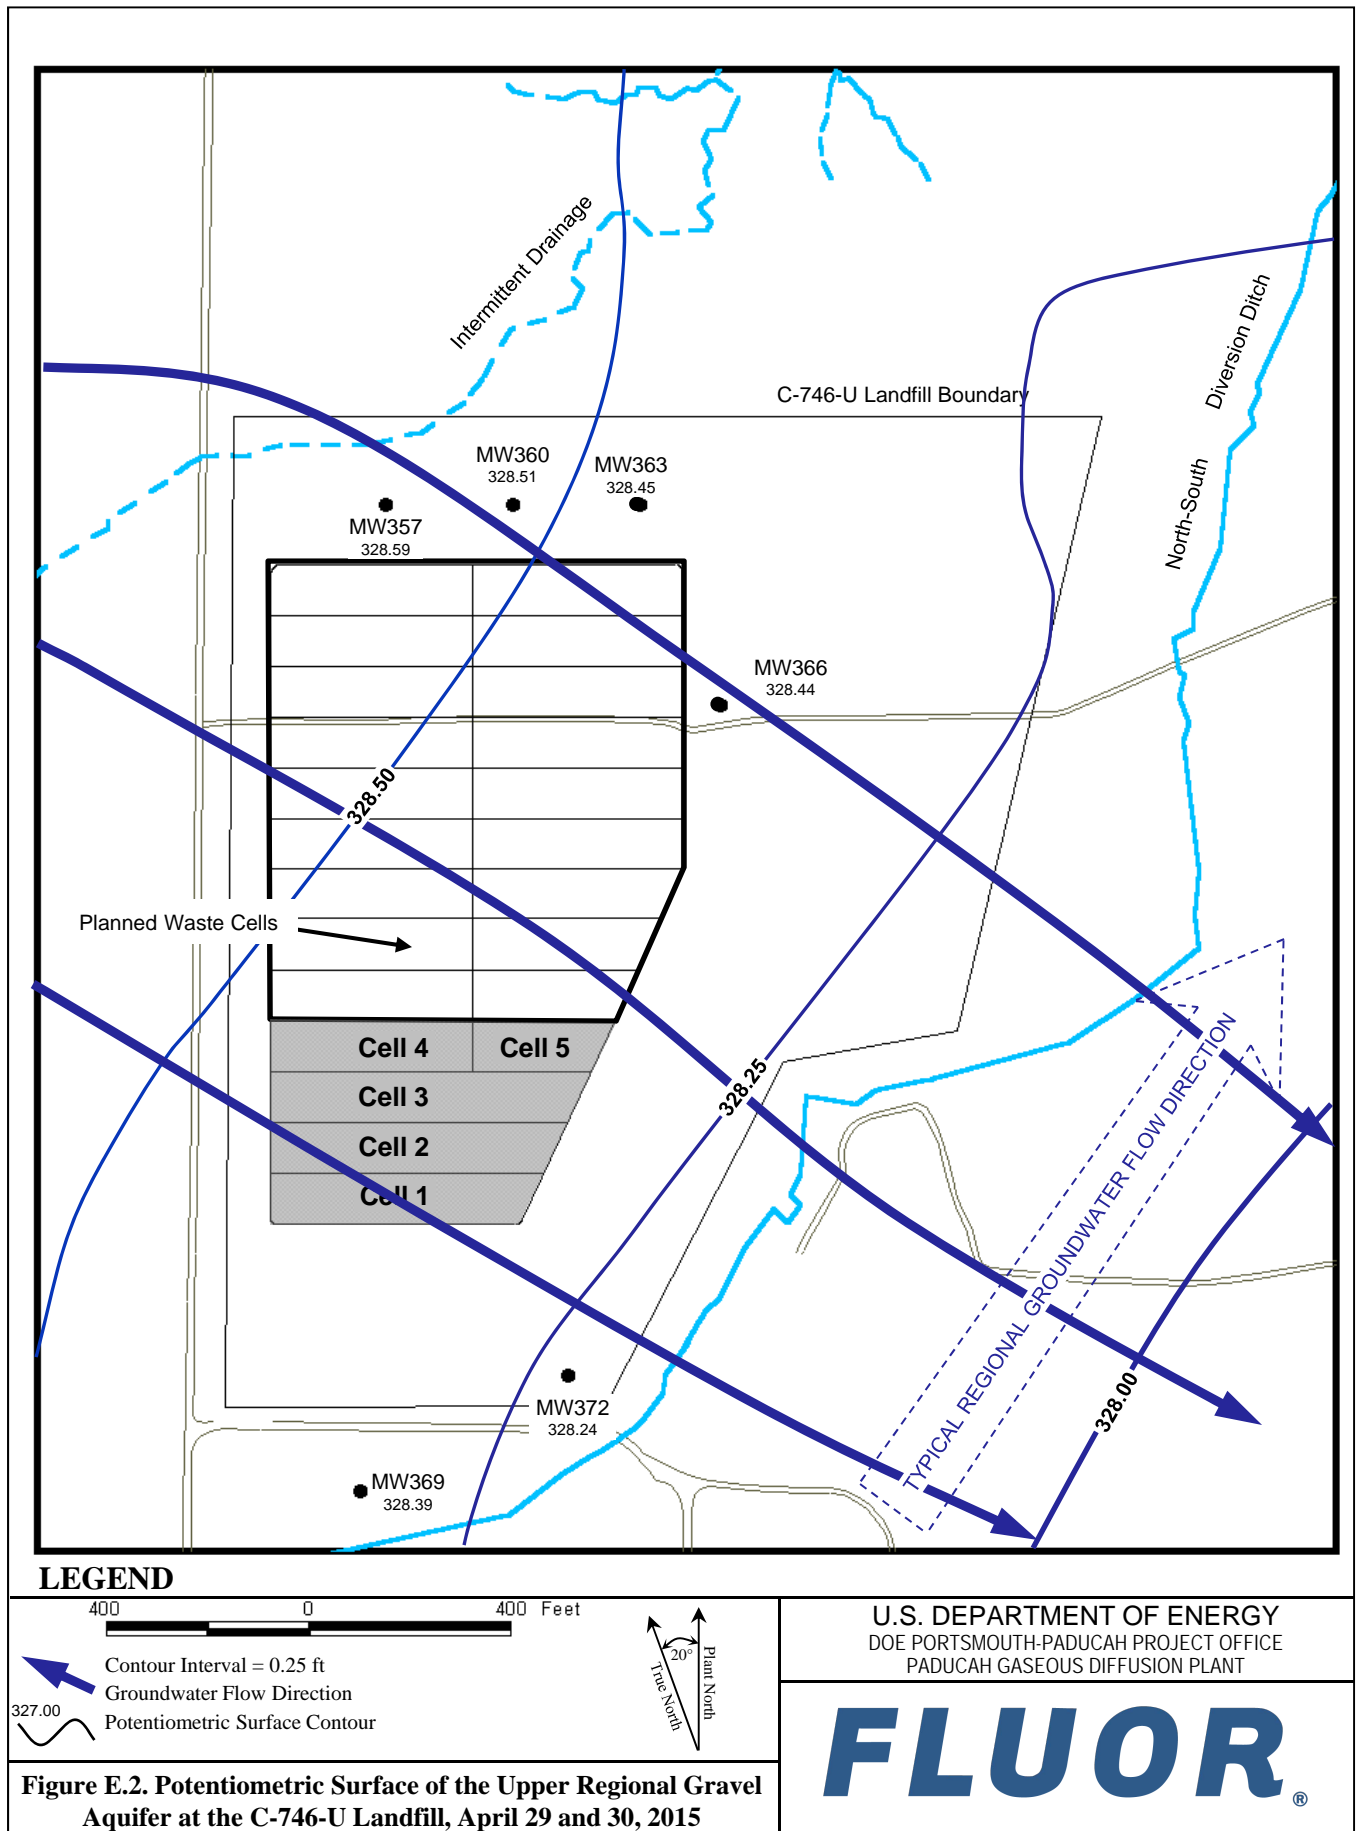 Intermittent Drainage
Diversion Ditch
North-South
C-746-U Landfill Boundary
MW360
328.51
MW363
328.45
MW357
328.59
MW366
328.44
328.50
Planned Waste Cells
Cell 4
Cell 5
Cell 3
Cell 2
Cell 1
328.25
TYPICAL REGIONAL GROUNDWATER FLOW DIRECTION
328.00
MW372
328.24
MW369
328.39
LEGEND
400 0 400 Feet
Contour Interval = 0.25 ft
Groundwater Flow Direction
327.00
Potentiometric Surface Contour
20°
True North
Plant North
U.S. DEPARTMENT OF ENERGY
DOE PORTSMOUTH-PADUCAH PROJECT OFFICE
PADUCAH GASEOUS DIFFUSION PLANT
FLUOR®
Figure E.2. Potentiometric Surface of the Upper Regional Gravel
Aquifer at the C-746-U Landfill, April 29 and 30, 2015